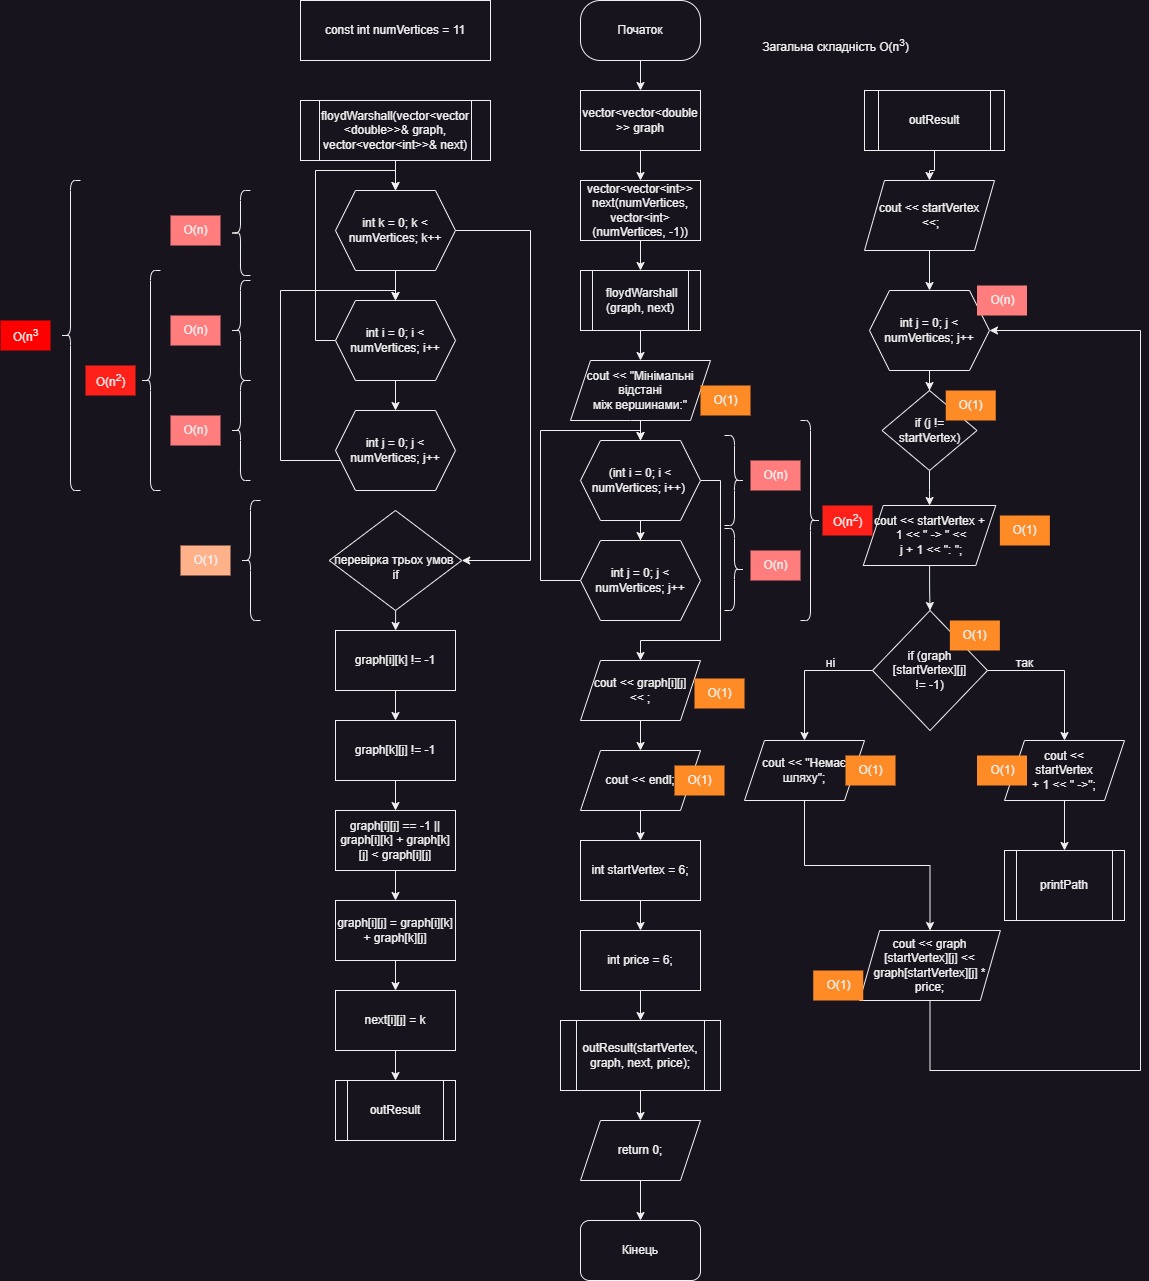 const int numVertices = 11
floydWarshall(vector<vector
<double>>& graph,
vector<vector<int>>& next)
O(n)
int k = 0; k <
numVertices; k++
O(n^3
O(n)
int i = 0; i <
numVertices; i++
O(n^2)
O(n)
int j = 0; j <
numVertices; j++
O(1)
перевірка трьох умов
if
graph[i][k] != -1
graph[k][j] != -1
graph[i][j] == -1 ||
graph[i][k] + graph[k]
[j] < graph[i][j]
graph[i][j] = graph[i][k]
+ graph[k][j]
next[i][j] = k
outResult
Початок
vector<vector<double
>> graph
vector<vector<int>>
next(numVertices,
vector<int>
(numVertices, -1))
floydWarshall
(graph, next)
cout << "Мінімальні
відстані
між вершинами:"
O(1)
(int i = 0; i <
numVertices; i++)
O(n)
O(n^2)
int j = 0; j <
numVertices; j++
O(n)
cout << graph[i][j]
<< ;
O(1)
cout << endl;
O(1)
int startVertex = 6;
int price = 6;
outResult(startVertex,
graph, next, price);
return 0;
Кінець
Загальна складність O(n^3)
outResult
cout << startVertex
<<;
O(n)
int j = 0; j <
numVertices; j++
O(1)
if (j !=
startVertex)
cout << startVertex +
1 << " -> " <<
j + 1 << ": ";
O(1)
O(1)
if (graph
[startVertex][j]
!= -1)
ні
так
cout << "Немає
шляху";
O(1)
O(1)
cout <<
startVertex
+ 1 << " ->";
printPath
cout << graph
[startVertex][j] <<
graph[startVertex][j] *
price;
O(1)